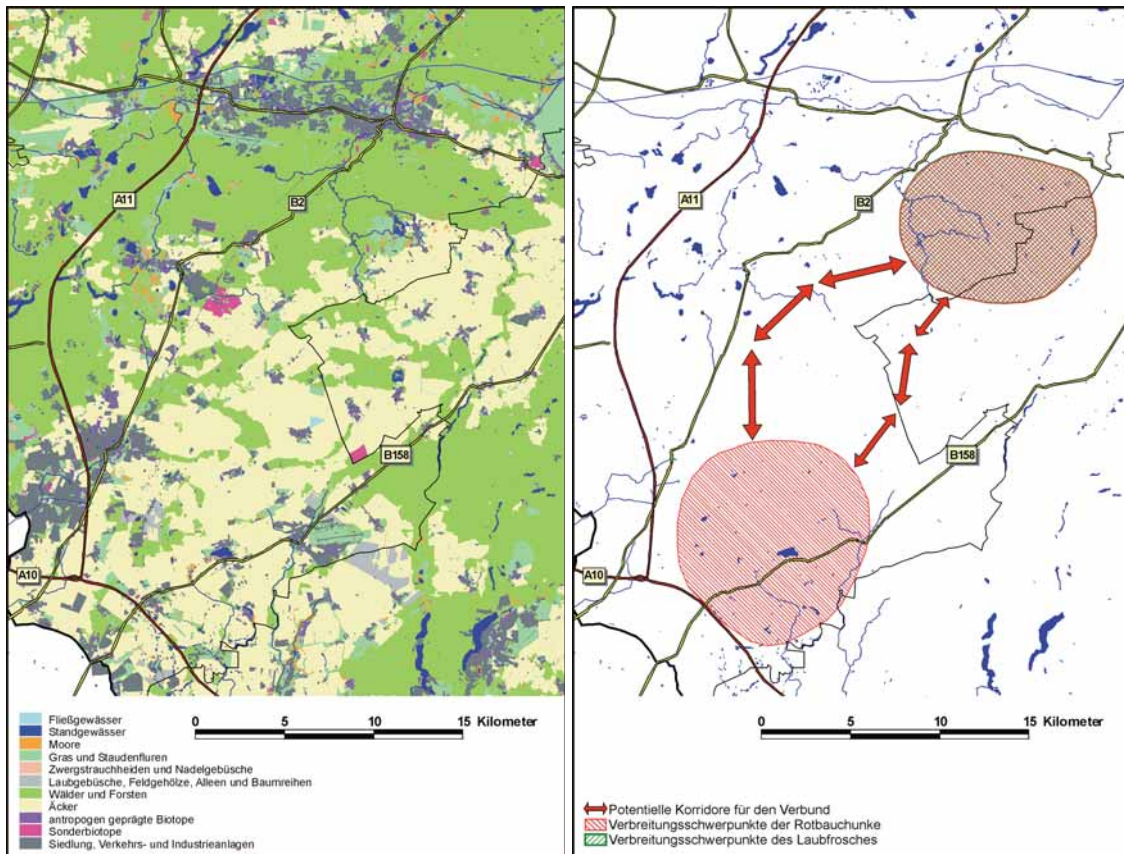 A11
B2
B158
A10
Fließgewässer
Standgewässer
Moore
Gras und Staudenfluren
Zwergstrauchheiden und Nadelgebüsche
Laubgebüsche, Feldgehölze, Alleen und Baumreihen
Wälder und Forsten
Äcker
antropogen geprägte Biotope
Sonderbiotope
Siedlung, Verkehrs- und Industrieanlagen
0 5 10 15 Kilometer
A11
B2
B158
A10
0 5 10 15 Kilometer
Potentielle Korridore für den Verbund
Verbreitungsschwerpunkte der Rotbauchunke
Verbreitungsschwerpunkte des Laubfrosches